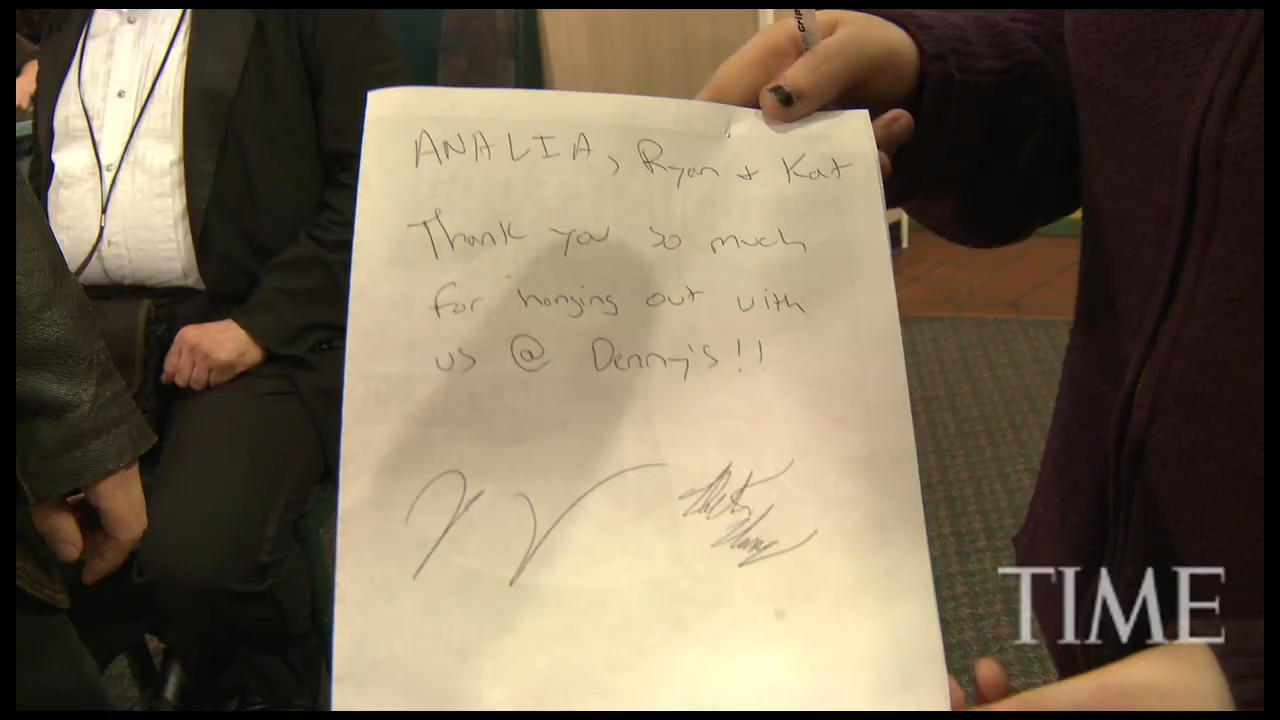 ANALIA, Ryan + Kat
Thank you so much
for hanging out with
us @ Denny's!!
TIME